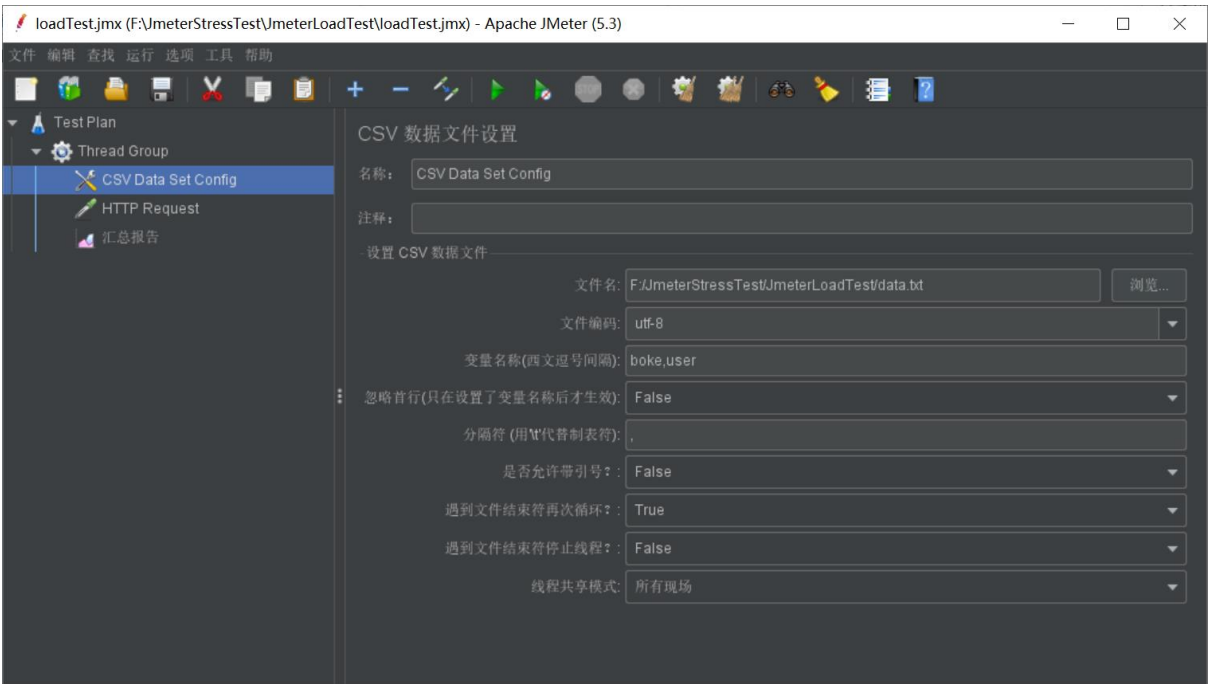 loadTest.jmx (F:\JmeterStressTest\JmeterLoadTest\loadTest.jmx) - Apache JMeter (5.3)
文件 编辑 查找 运行 选项 工具 帮助
Test Plan
Thread Group
CSV Data Set Config
HTTP Request
汇总报告
CSV 数据文件设置
名称: CSV Data Set Config
注释:
设置 CSV 数据文件
文件名: F:/JmeterStressTest/JmeterLoadTest/data.txt 浏览...
文件编码: utf-8
变量名称(西文逗号间隔): boke,user
忽略首行(只在设置了变量名称后才生效): False
分隔符 (用'\t'代替制表符): ,
是否允许带引号?: False
遇到文件结束符再次循环?: True
遇到文件结束符停止线程?: False
线程共享模式: 所有现场